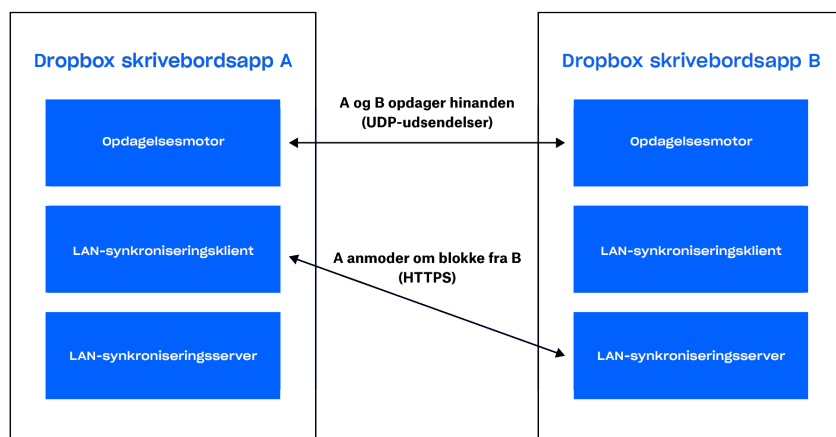 Dropbox skrivebordsapp A
Opdagelsesmotor
LAN-synkroniseringsklient
LAN-synkroniseringsserver
A og B opdager hinanden
(UDP-udsendelser)
A anmoder om blokke fra B
(HTTPS)
Dropbox skrivebordsapp B
Opdagelsesmotor
LAN-synkroniseringsklient
LAN-synkroniseringsserver